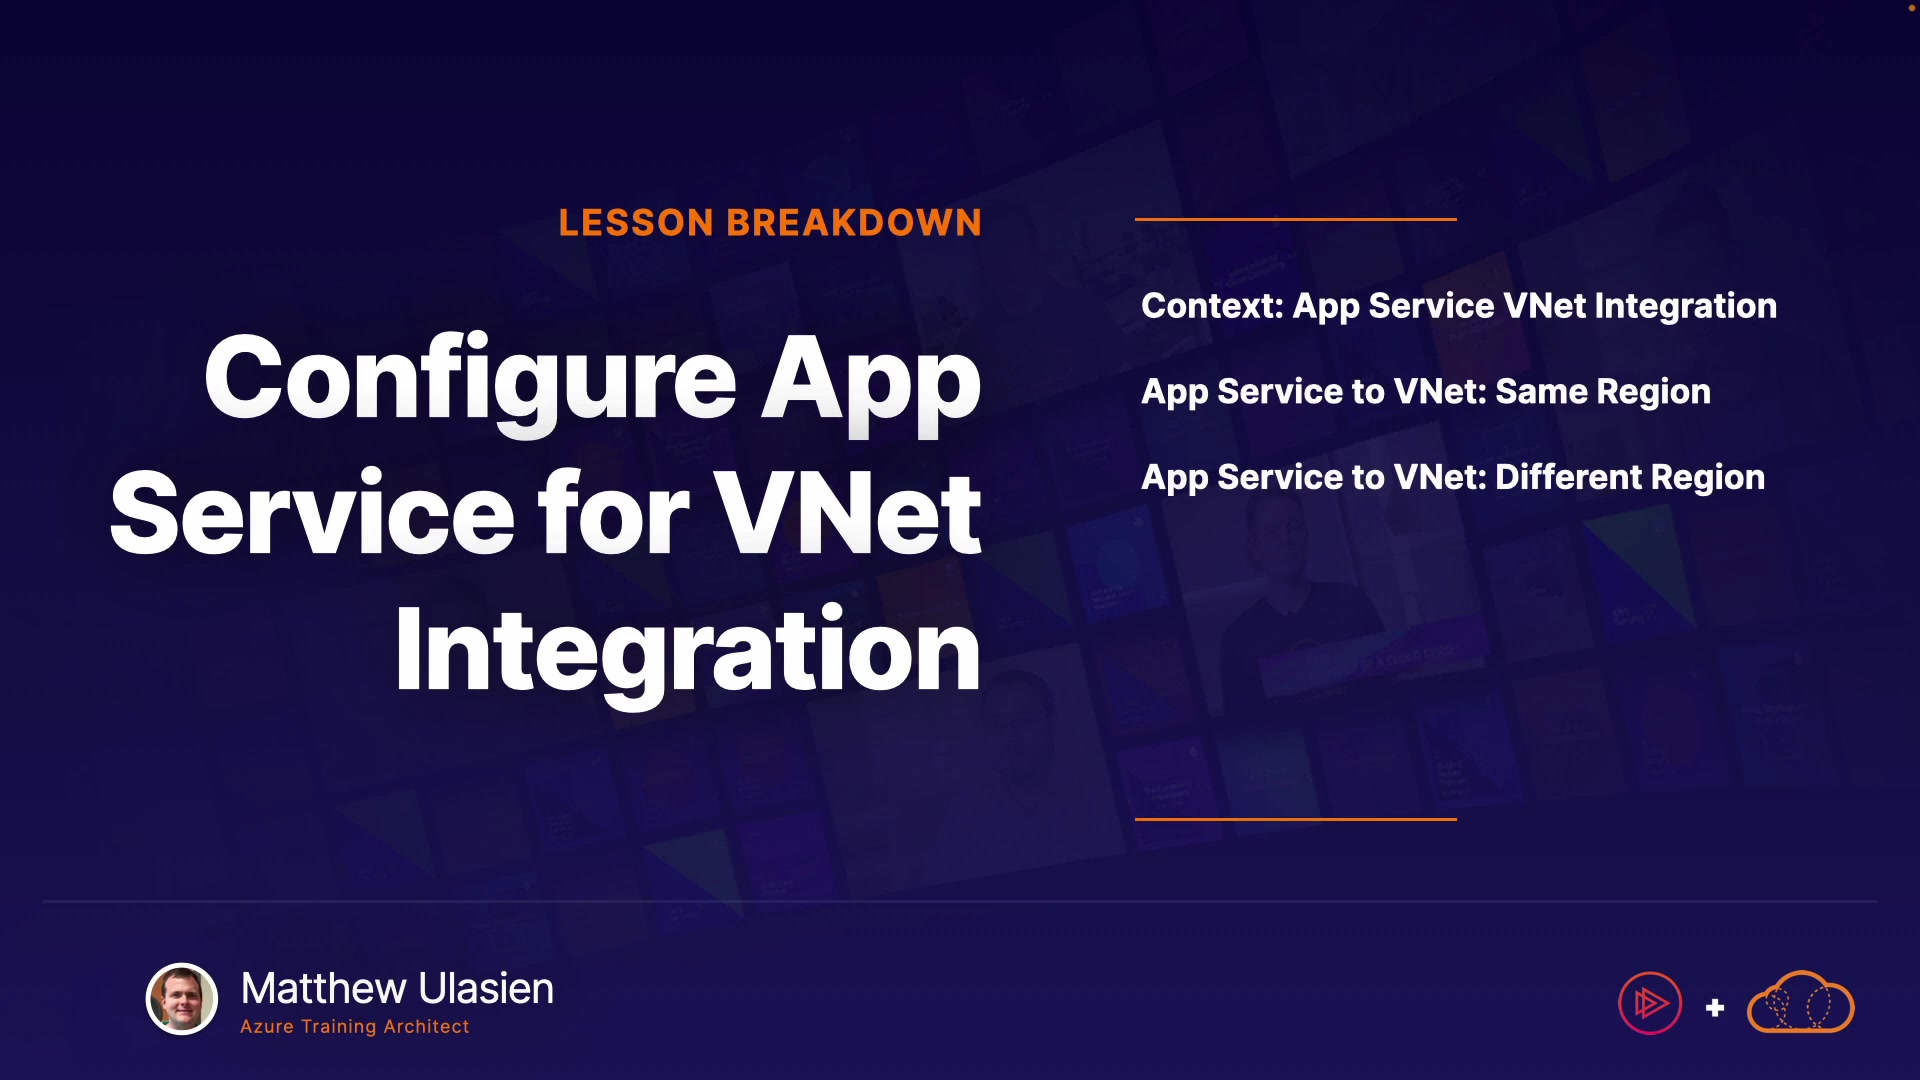 LESSON BREAKDOWN
Configure App
Service for VNet
Integration
Context: App Service VNet Integration
App Service to VNet: Same Region
App Service to VNet: Different Region
Matthew Ulasien
Azure Training Architect